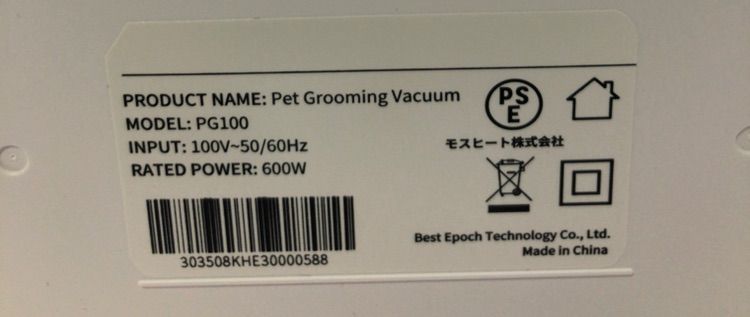 PRODUCT NAME: Pet Grooming Vacuum
MODEL: PG100
INPUT: 100V~50/60Hz
RATED POWER: 600W
303508KHE30000588
PS
E
モスヒート株式会社
Best Epoch Technology Co., Ltd.
Made in China